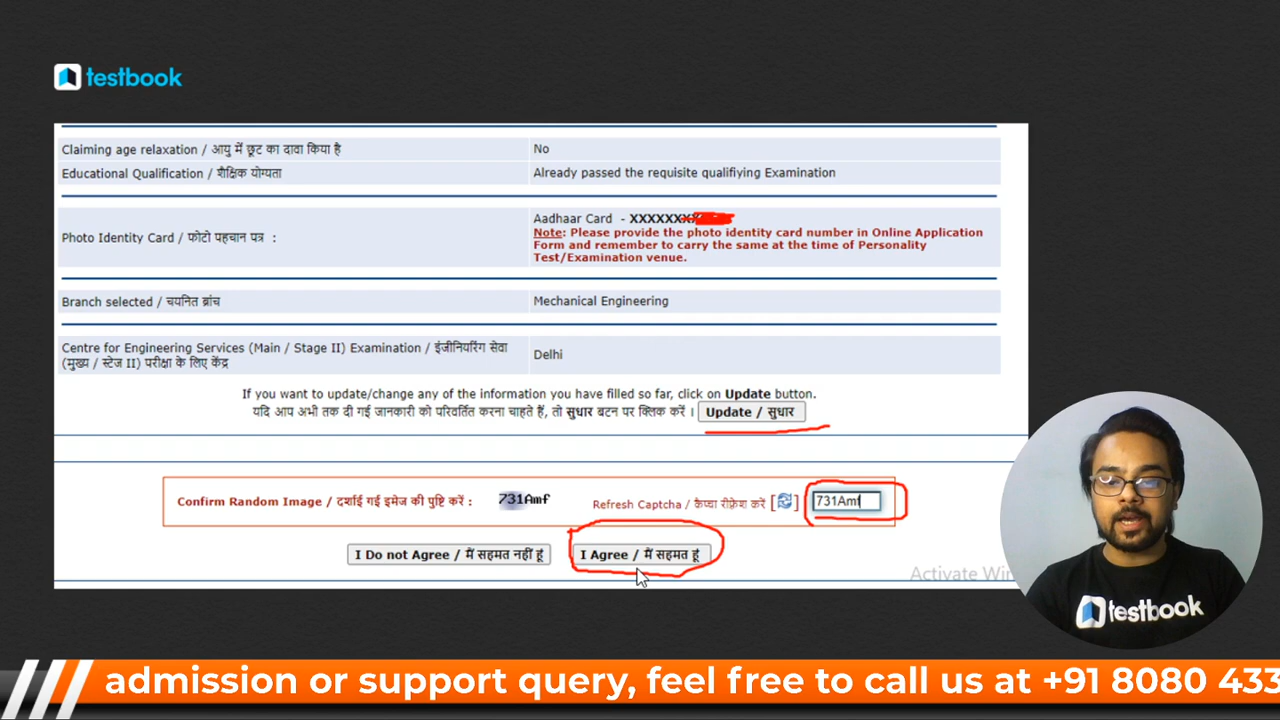 testbook
Claiming age relaxation / आयु में छूट का दावा किया है
No
Educational Qualification / शैक्षिक योग्यता
Already passed the requisite qualifiying Examination
Photo Identity Card / फोटो पहचान पत्र :
Aadhaar Card - XXXXXXX
Note: Please provide the photo identity card number in Online Application
Form and remember to carry the same at the time of Personality
Test/Examination venue.
Branch selected / चयनित ब्रांच
Mechanical Engineering
Centre for Engineering Services (Main / Stage II) Examination / इंजीनियरिंग सेवा
(मुख्य / स्टेज II) परीक्षा के लिए केंद्र
Delhi
If you want to update/change any of the information you have filled so far, click on Update button.
यदि आप अभी तक दी गई जानकारी को परिवर्तित करना चाहते हैं, तो सुधार बटन पर क्लिक करें । Update / सुधार
Confirm Random Image / दर्शाई गई इमेज की पुष्टि करें : 731Amf Refresh Captcha / कैप्चा रीफ़्रेश करें [ ] 731Amf
I Do not Agree / मैं सहमत नहीं हूं I Agree / मैं सहमत हूं
Activate Win
testbook
admission or support query, feel free to call us at +91 8080 433